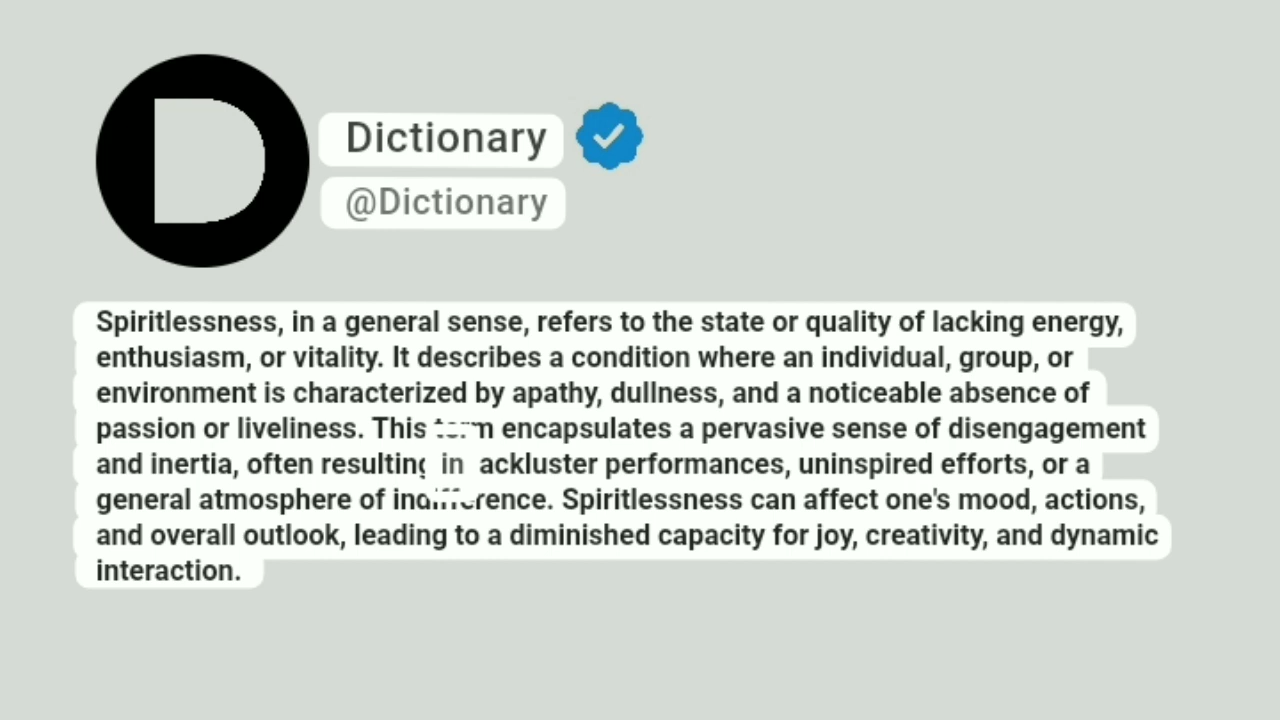 D
Dictionary
@Dictionary
Spiritlessness, in a general sense, refers to the state or quality of lacking energy,
enthusiasm, or vitality. It describes a condition where an individual, group, or
environment is characterized by apathy, dullness, and a noticeable absence of
passion or liveliness. This term encapsulates a pervasive sense of disengagement
and inertia, often resulting in ackluster performances, uninspired efforts, or a
general atmosphere of indifference. Spiritlessness can affect one's mood, actions,
and overall outlook, leading to a diminished capacity for joy, creativity, and dynamic
interaction.